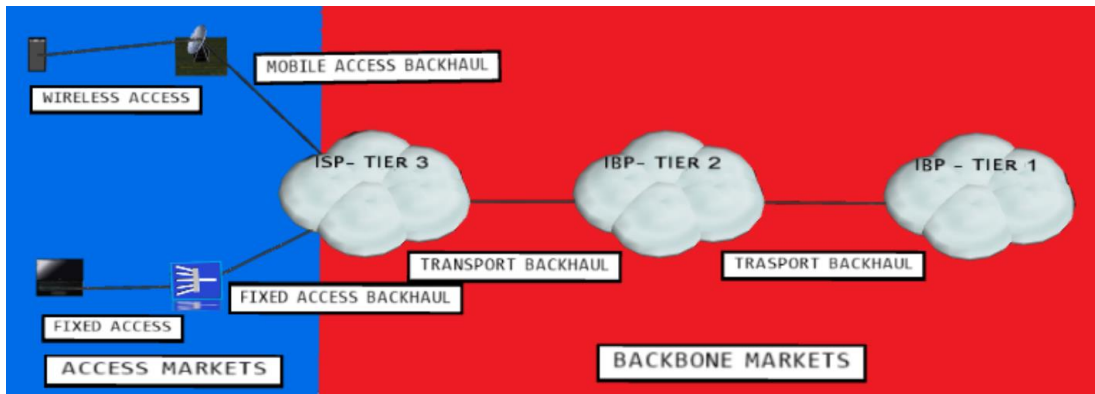 MOBILE ACCESS BACKHAUL
WIRELESS ACCESS
ISP- TIER 3
IBP- TIER 2
IBP - TIER 1
TRANSPORT BACKHAUL
TRASPORT BACKHAUL
FIXED ACCESS BACKHAUL
FIXED ACCESS
ACCESS MARKETS
BACKBONE MARKETS